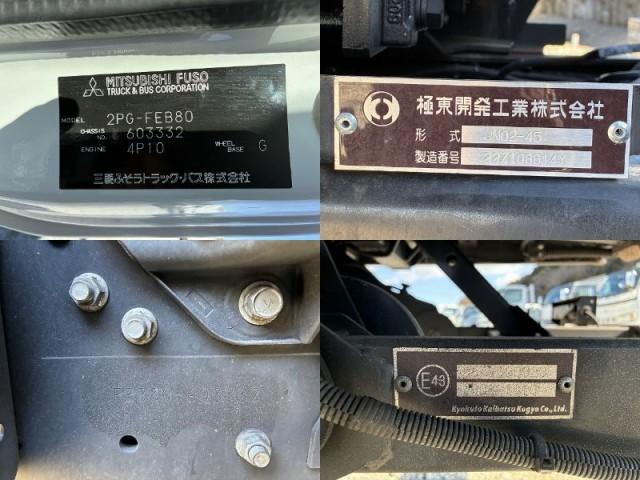 MITSUBISHI FUSO
TRUCK & BUS CORPORATION
MODEL 2PG-FEB80
CHASSIS NO. 603332
ENGINE 4P10 WHEEL BASE G
三菱ふそうトラック・バス株式会社
極東開発工業株式会社
形式
製造番号
E43
Kyokuto Kaihatsu Kogyo Co., Ltd.